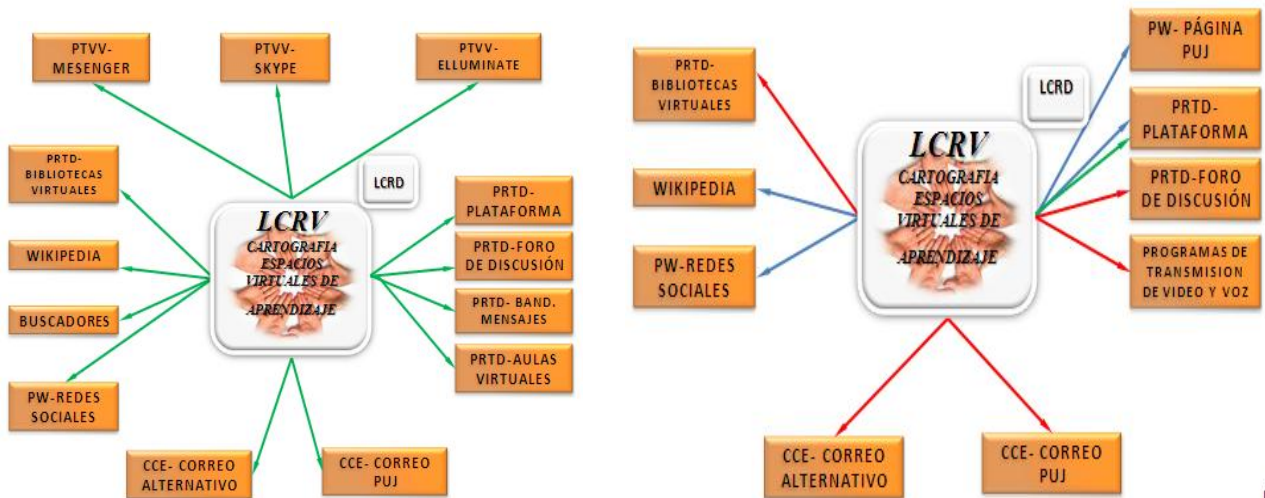 PTVV-
MESENGER
PTVV-
SKYPE
PTVV-
ELLUMINATE
PRTD-
BIBLIOTECAS
VIRTUALES
WIKIPEDIA
BUSCADORES
PW-REDES
SOCIALES
LCRD
LCRV
CARTOGRAFIA
ESPACIOS
VIRTUALES DE
APRENDIZAJE
PRTD-
PLATAFORMA
PRTD-FORO
DE DISCUSIÓN
PRTD- BAND.
MENSAJES
PRTD-AULAS
VIRTUALES
CCE- CORREO
ALTERNATIVO
CCE- CORREO
PUJ
PRTD-
BIBLIOTECAS
VIRTUALES
WIKIPEDIA
PW-REDES
SOCIALES
LCRD
LCRV
CARTOGRAFIA
ESPACIOS
VIRTUALES DE
APRENDIZAJE
PW- PÁGINA
PUJ
PRTD-
PLATAFORMA
PRTD-FORO
DE DISCUSIÓN
PROGRAMAS DE
TRANSMISION
DE VIDEO Y VOZ
CCE- CORREO
ALTERNATIVO
CCE- CORREO
PUJ